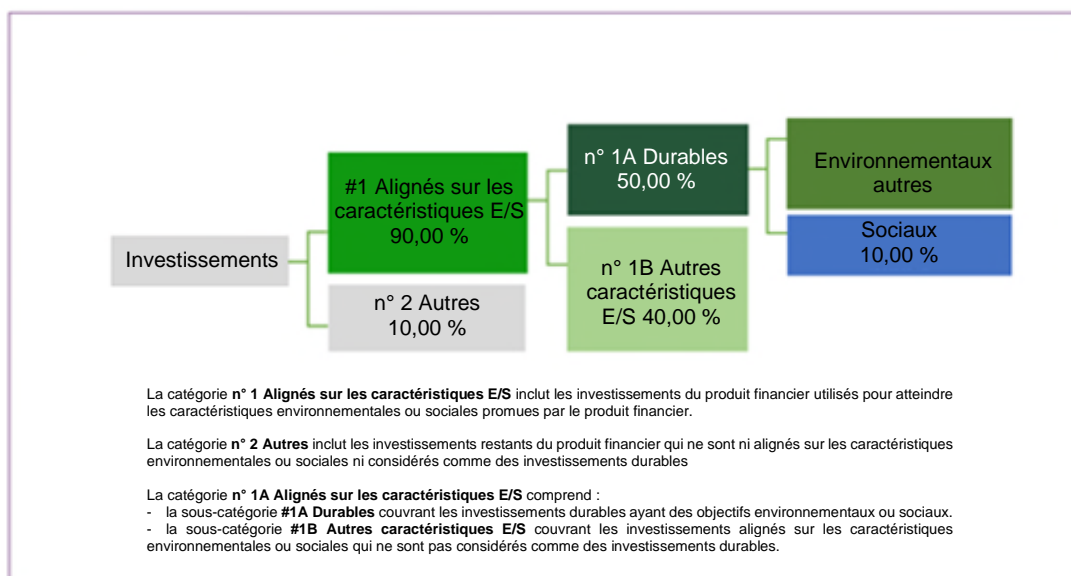 Investissements
#1 Alignés sur les
caractéristiques E/S
90,00 %
n° 2 Autres
10,00 %
n° 1A Durables
50,00 %
n° 1B Autres
caractéristiques
E/S 40,00 %
Environnementaux
autres
Sociaux
10,00 %
La catégorie n° 1 Alignés sur les caractéristiques E/S inclut les investissements du produit financier utilisés pour atteindre
les caractéristiques environnementales ou sociales promues par le produit financier.
La catégorie n° 2 Autres inclut les investissements restants du produit financier qui ne sont ni alignés sur les caractéristiques
environnementales ou sociales ni considérés comme des investissements durables
La catégorie n° 1A Alignés sur les caractéristiques E/S comprend :
- la sous-catégorie #1A Durables couvrant les investissements durables ayant des objectifs environnementaux ou sociaux.
- la sous-catégorie #1B Autres caractéristiques E/S couvrant les investissements alignés sur les caractéristiques
environnementales ou sociales qui ne sont pas considérés comme des investissements durables.